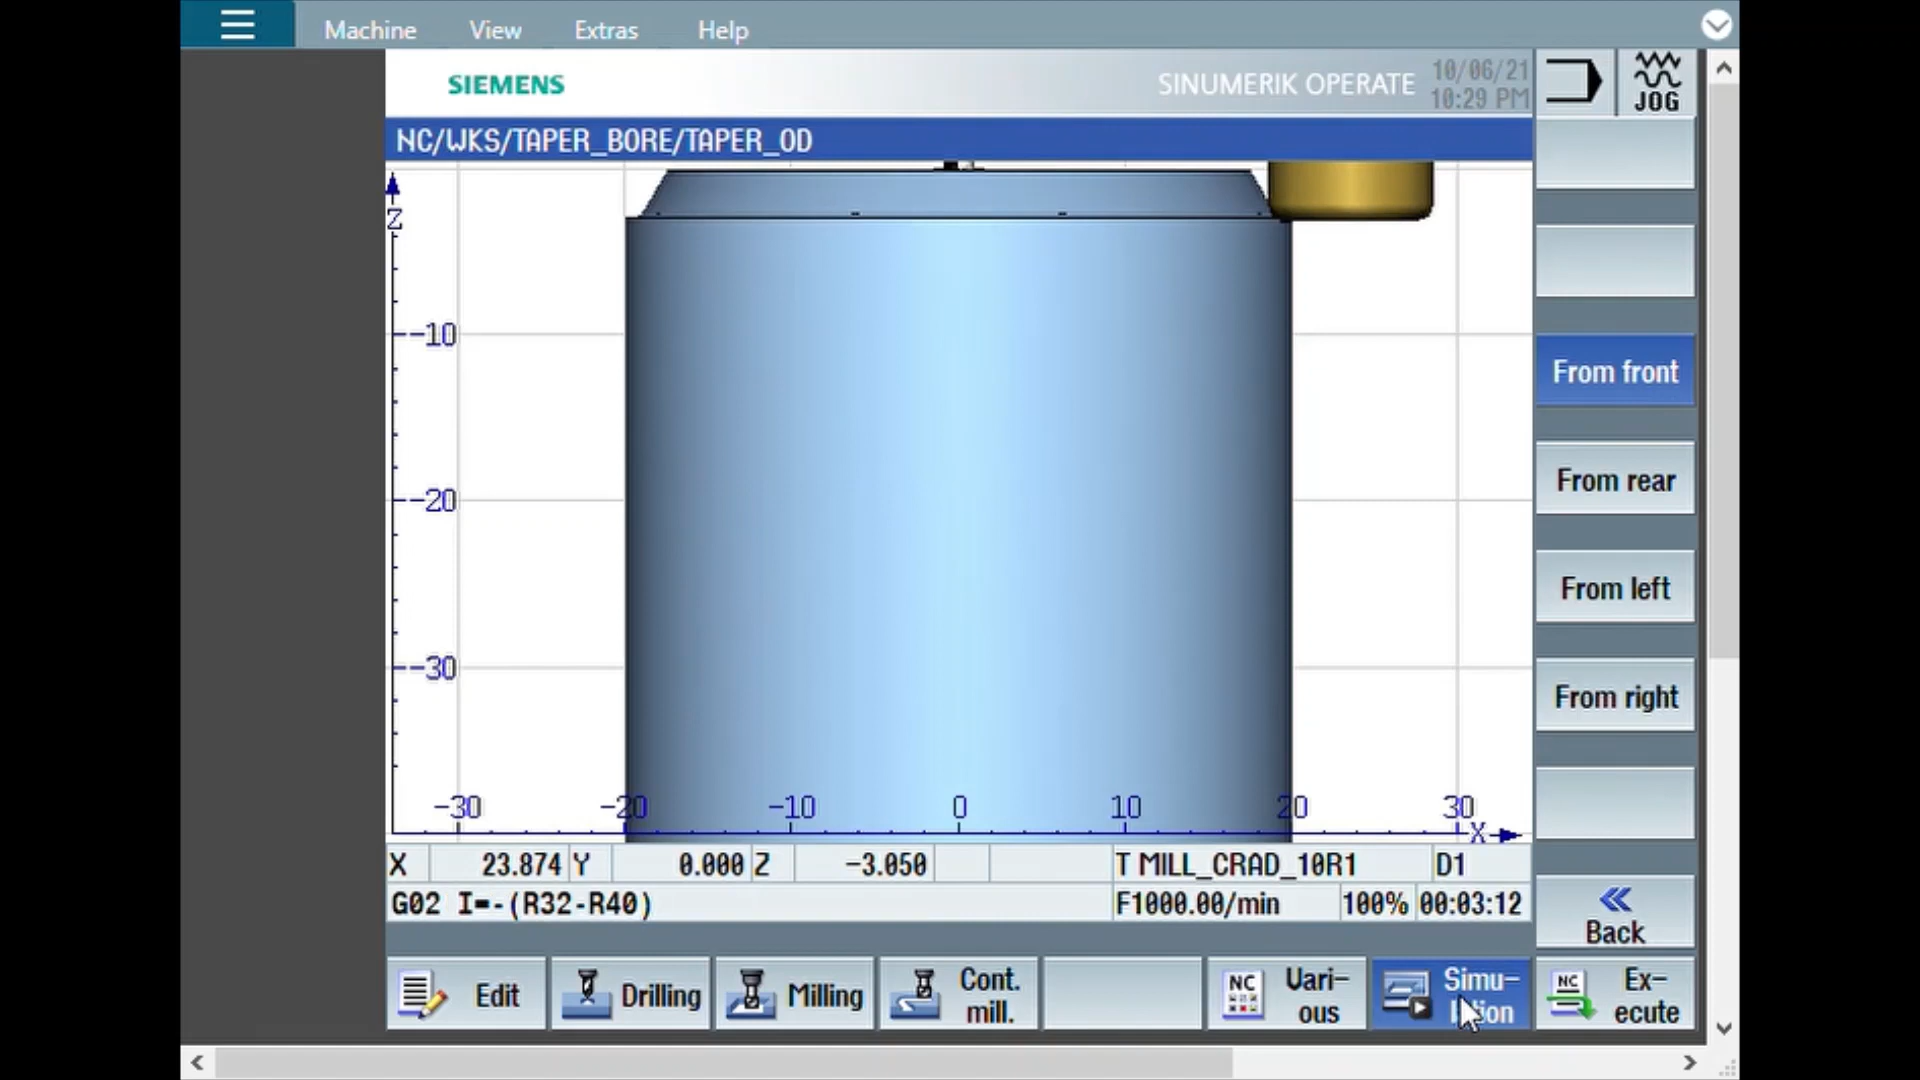 Machine View Extras Help
SIEMENS
SINUMERIK OPERATE
10/06/21
10:29 PM
JOG
NC/WKS/TAPER_BORE/TAPER_OD
Z
-10
-20
-30
-30 -20 -10 0 10 20 30
X
From front
From rear
From left
From right
Back
X 23.874 Y 0.000 Z -3.050
T MILL_CRAD_10R1 D1
G02 I=-(R32-R40)
F1000.00/min 100% 00:03:12
Edit
Drilling
Milling
Cont.
mill.
NC
Vari-
ous
Simu-
NC
Ex-
ecute